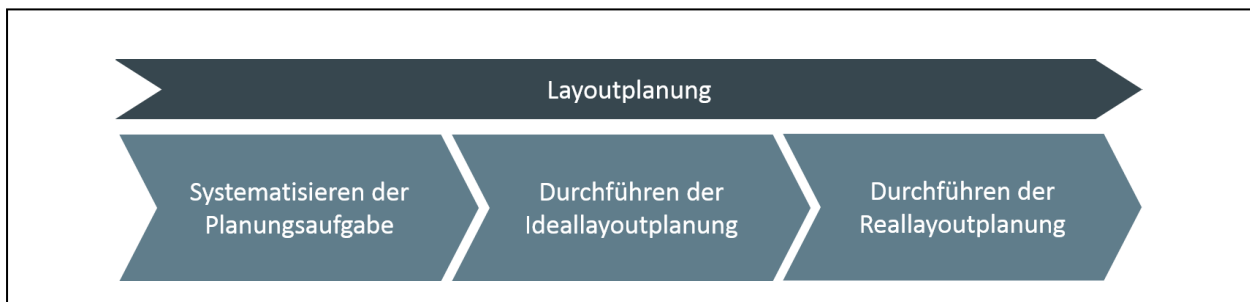 Layoutplanung
Systematisieren der
Planungsaufgabe
Durchführen der
Ideallayoutplanung
Durchführen der
Reallayoutplanung